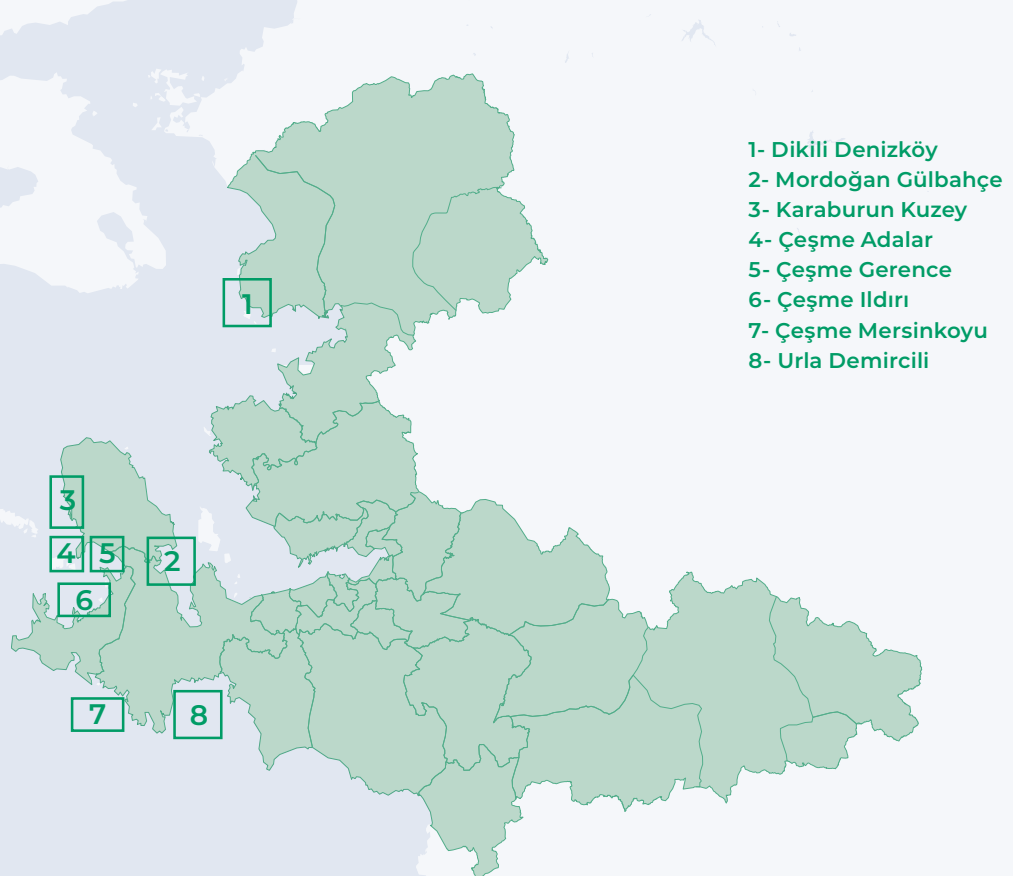 1- Dikili Denizköy
2- Mordoğan Gülbahçe
3- Karaburun Kuzey
4- Çeşme Adalar
5- Çeşme Gerence
6- Çeşme Ildırı
7- Çeşme Mersinkoyu
8- Urla Demircili
1
3
4
5
2
6
7
8